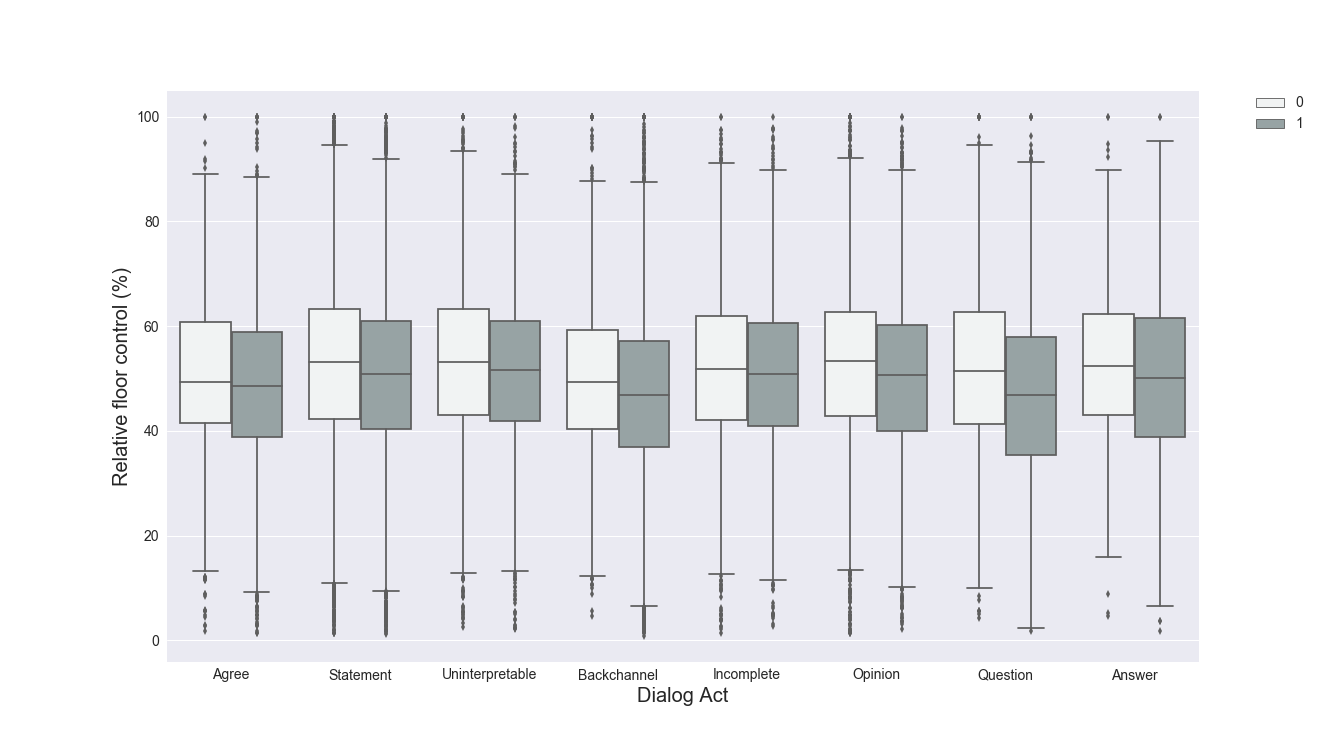 0
1
100
80
60
40
20
0
Relative floor control (%)
Agree Statement Uninterpretable Backchannel Incomplete Opinion Question Answer
Dialog Act